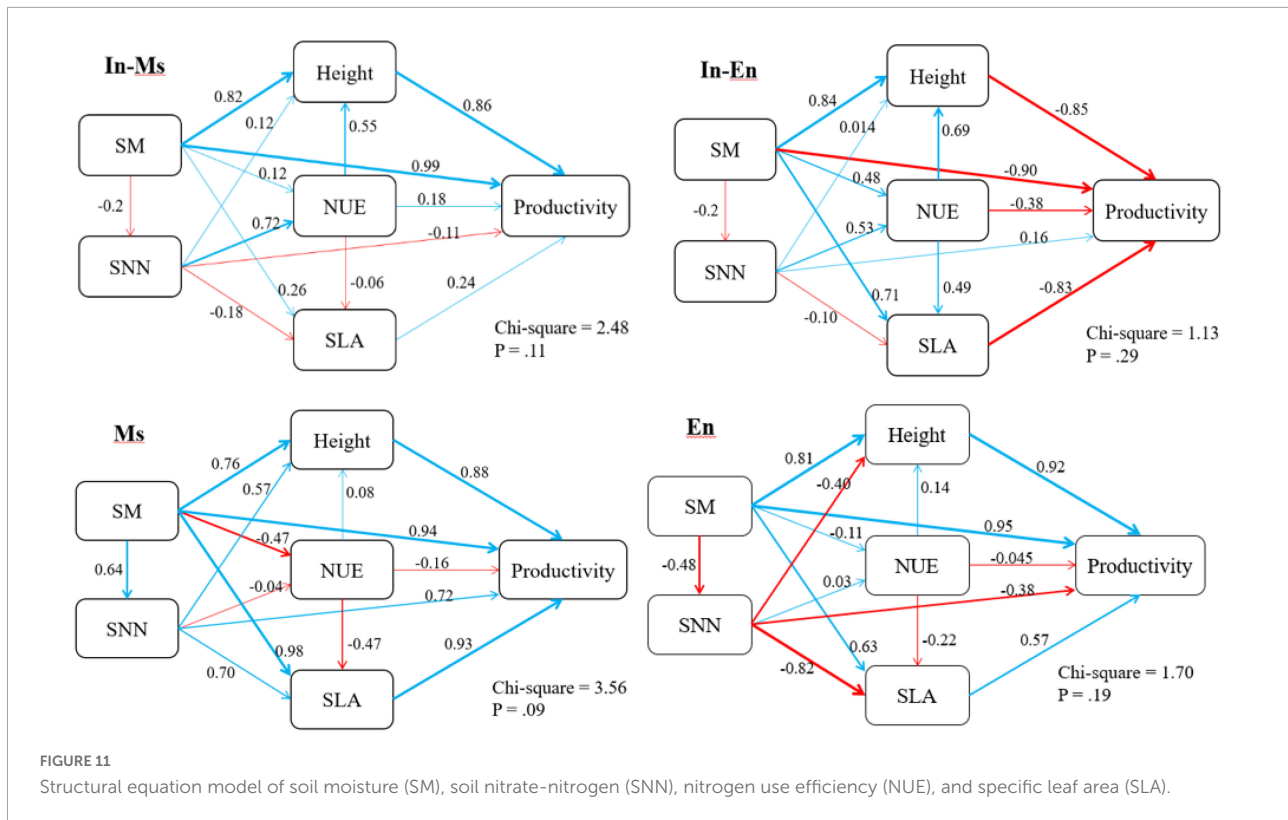 In-Ms
Height
0.82
0.86
0.12
0.55
SM
0.99
0.12
-0.2
NUE
0.18
Productivity
0.72
-0.11
SNN
0.26
-0.06
0.24
-0.18
SLA
Chi-square = 2.48
P = .11
In-En
Height
0.84
-0.85
0.014
0.69
SM
-0.90
0.48
-0.2
NUE
-0.38
Productivity
0.53
0.16
SNN
0.71
0.49
-0.83
-0.10
SLA
Chi-square = 1.13
P = .29
Ms
Height
0.76
0.88
0.57
0.08
SM
0.94
-0.47
0.64
NUE
-0.16
Productivity
-0.04
0.72
SNN
-0.47
0.98
0.93
0.70
SLA
Chi-square = 3.56
P = .09
En
Height
0.81
0.92
-0.40
0.14
SM
0.95
-0.11
-0.48
NUE
-0.045
Productivity
0.03
-0.38
SNN
0.63
-0.22
0.57
-0.82
SLA
Chi-square = 1.70
P = .19
FIGURE 11
Structural equation model of soil moisture (SM), soil nitrate-nitrogen (SNN), nitrogen use efficiency (NUE), and specific leaf area (SLA).